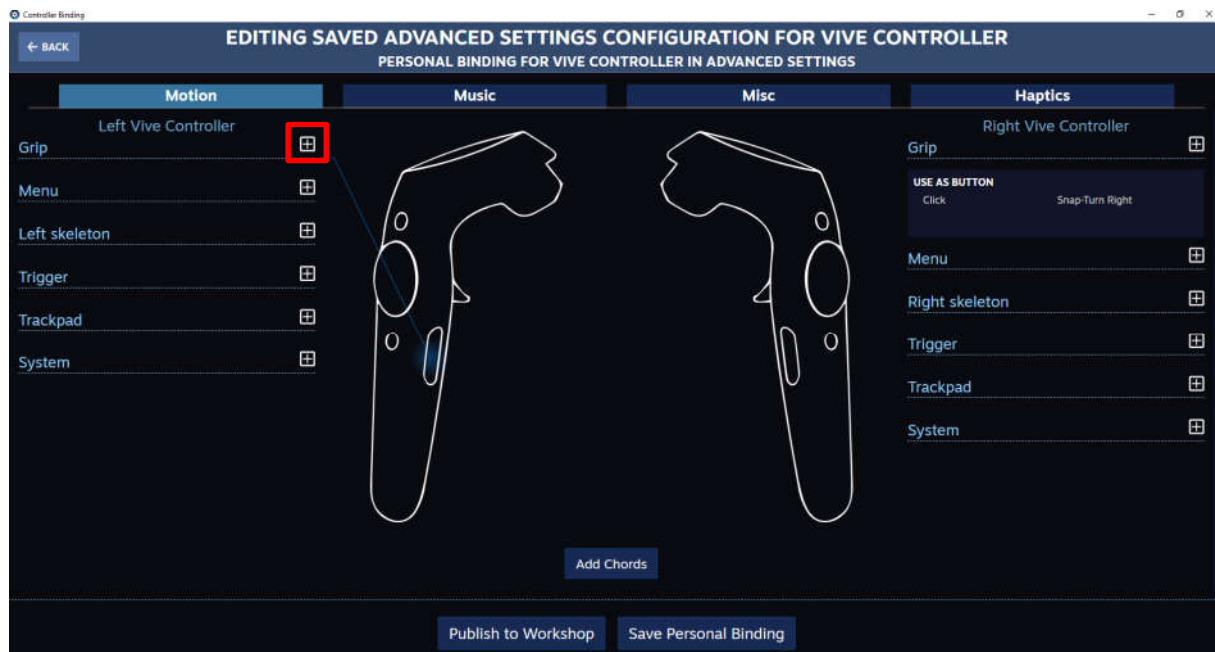 Controller Binding
← BACK
EDITING SAVED ADVANCED SETTINGS CONFIGURATION FOR VIVE CONTROLLER
PERSONAL BINDING FOR VIVE CONTROLLER IN ADVANCED SETTINGS
Motion
Music
Misc
Haptics
Left Vive Controller
Grip
Menu
Left skeleton
Trigger
Trackpad
System
Right Vive Controller
Grip
USE AS BUTTON
Click Snap-Turn Right
Menu
Right skeleton
Trigger
Trackpad
System
Add Chords
Publish to Workshop
Save Personal Binding